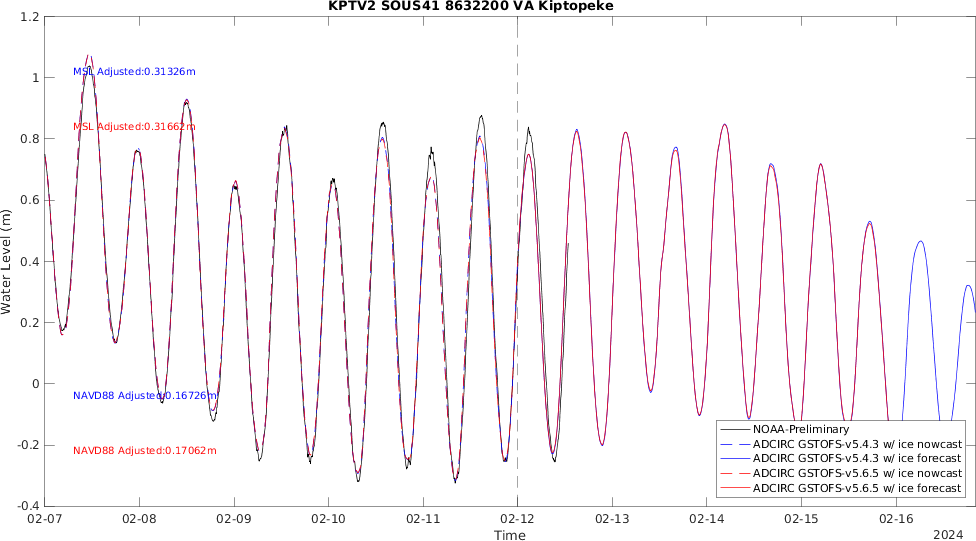 KPTV2 SOUS41 8632200 VA Kiptopeke
1.2
1
0.8
0.6
0.4
0.2
0
-0.2
-0.4
Water Level (m)
MSL Adjusted:0.31326m
MSL Adjusted:0.31662m
NAVD88 Adjusted:0.16726m
NAVD88 Adjusted:0.17062m
NOAA-Preliminary
ADCIRC GSTOFS-v5.4.3 w/ ice nowcast
ADCIRC GSTOFS-v5.4.3 w/ ice forecast
ADCIRC GSTOFS-v5.6.5 w/ ice nowcast
ADCIRC GSTOFS-v5.6.5 w/ ice forecast
02-07 02-08 02-09 02-10 02-11 02-12 02-13 02-14 02-15 02-16
Time
2024